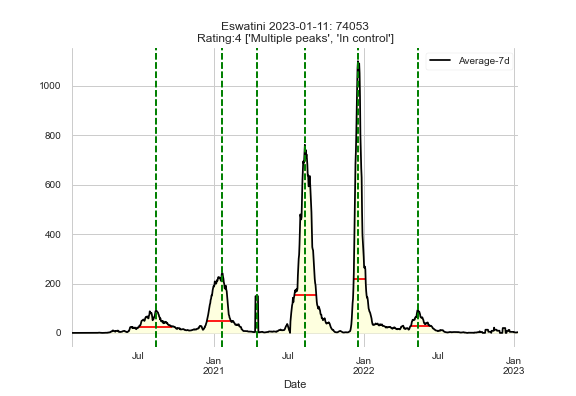 Eswatini 2023-01-11: 74053
Rating:4 ['Multiple peaks', 'In control']
Average-7d
1000
800
600
400
200
0
Jul
Jan
2021
Jul
Jan
2022
Jul
Jan
2023
Date